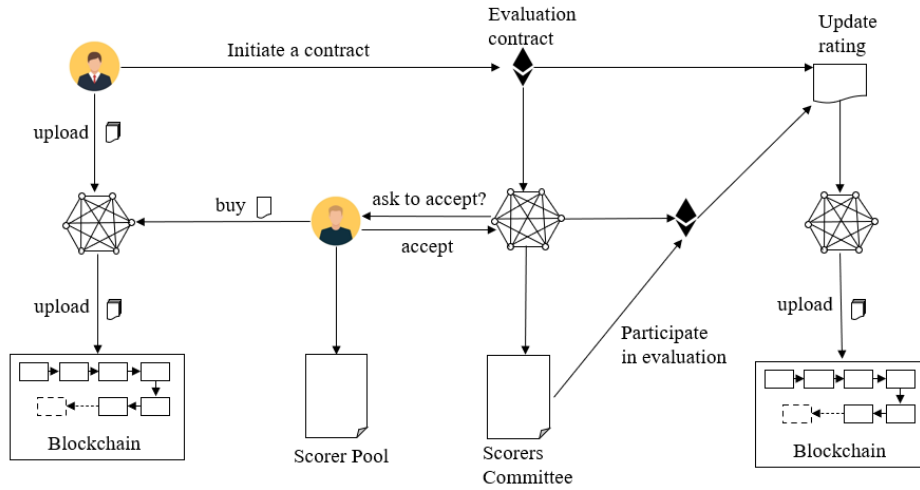 Evaluation
contract
Update
rating
Initiate a contract
upload
buy
ask to accept?
accept
upload
Participate
in evaluation
upload
Blockchain
Scorer Pool
Scorers
Committee
Blockchain